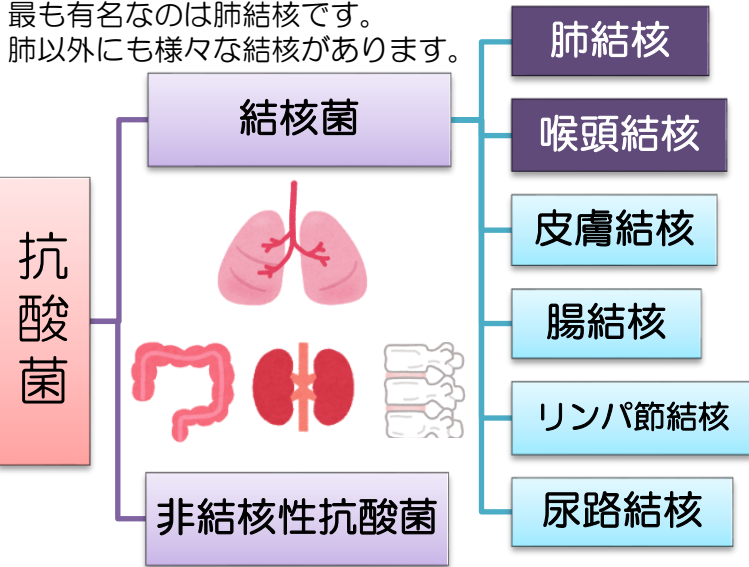 最も有名なのは肺結核です。
肺以外にも様々な結核があります。
抗酸菌
結核菌
非結核性抗酸菌
肺結核
喉頭結核
皮膚結核
腸結核
リンパ節結核
尿路結核